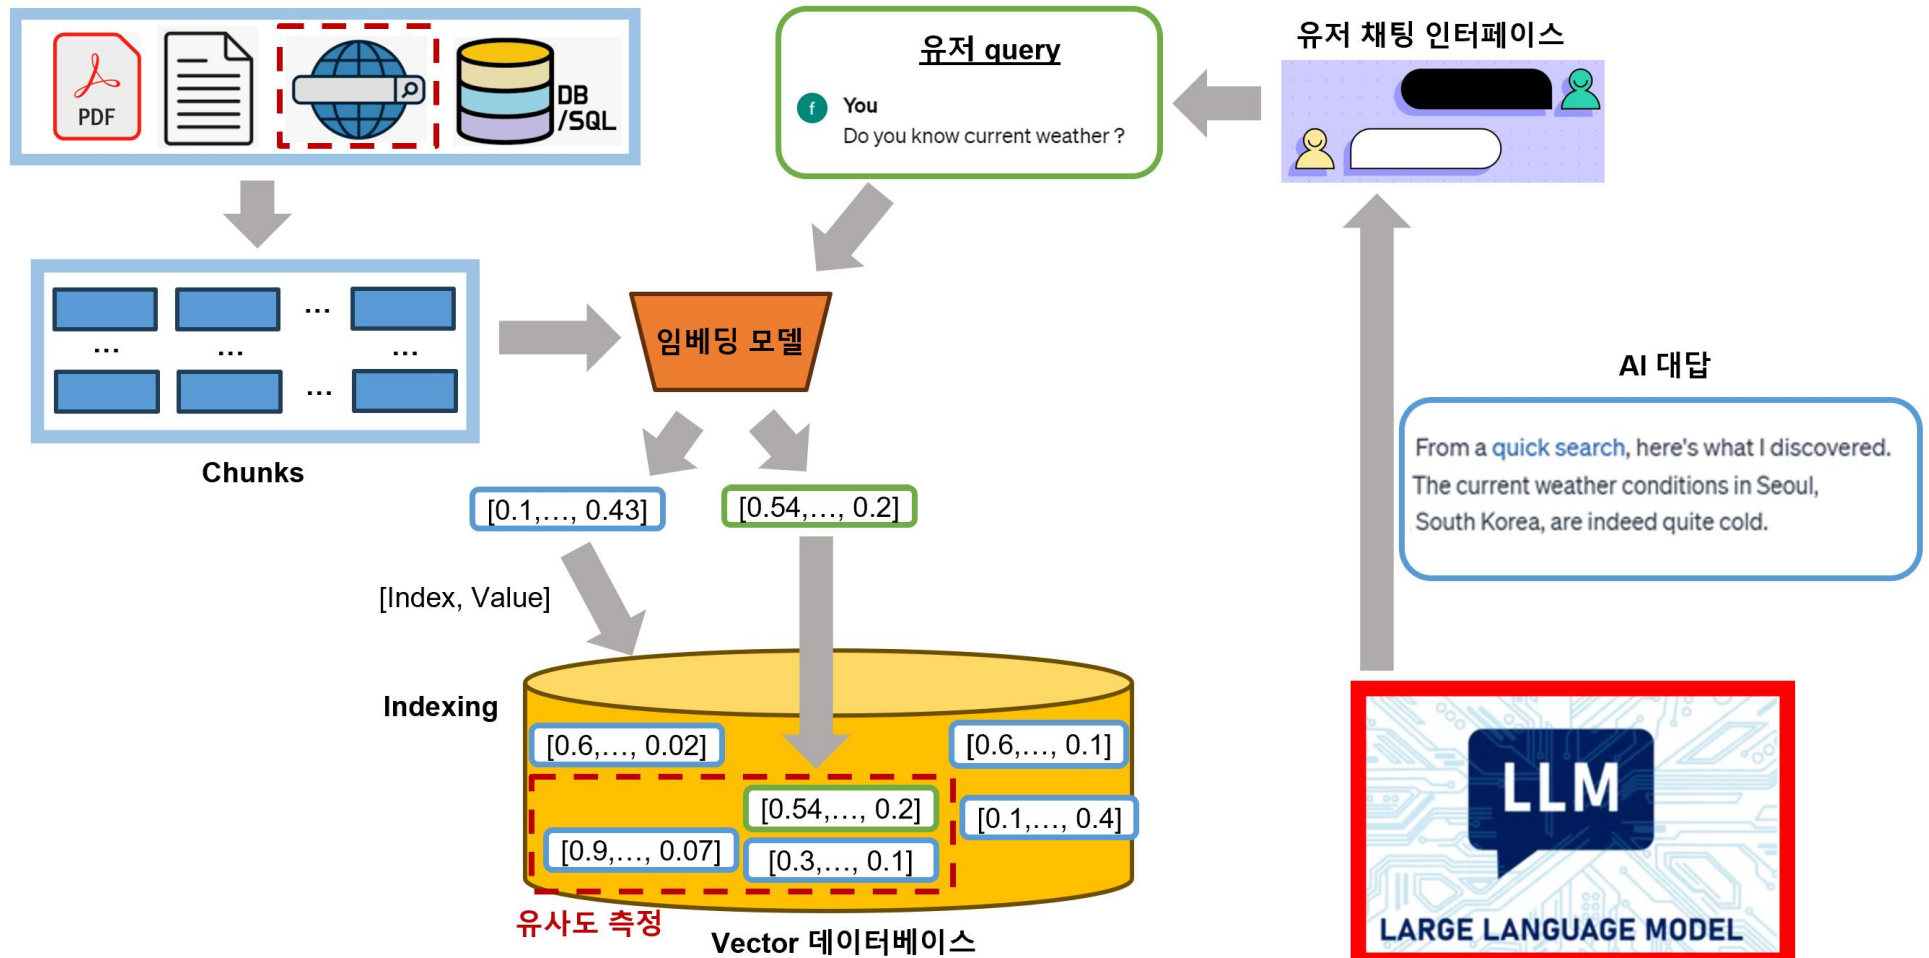 PDF
DB
/SQL
유저 query
f
You
Do you know current weather ?
유저 채팅 인터페이스
... 
... ... ...
...
Chunks
임베딩 모델
[0.1,..., 0.43]
[0.54,..., 0.2]
[Index, Value]
Indexing
[0.6,..., 0.02]
[0.6,..., 0.1]
[0.54,..., 0.2]
[0.1,..., 0.4]
[0.9,..., 0.07]
[0.3,..., 0.1]
유사도 측정
Vector 데이터베이스
AI 대답
From a quick search, here's what I discovered.
The current weather conditions in Seoul,
South Korea, are indeed quite cold.
LLM
LARGE LANGUAGE MODEL